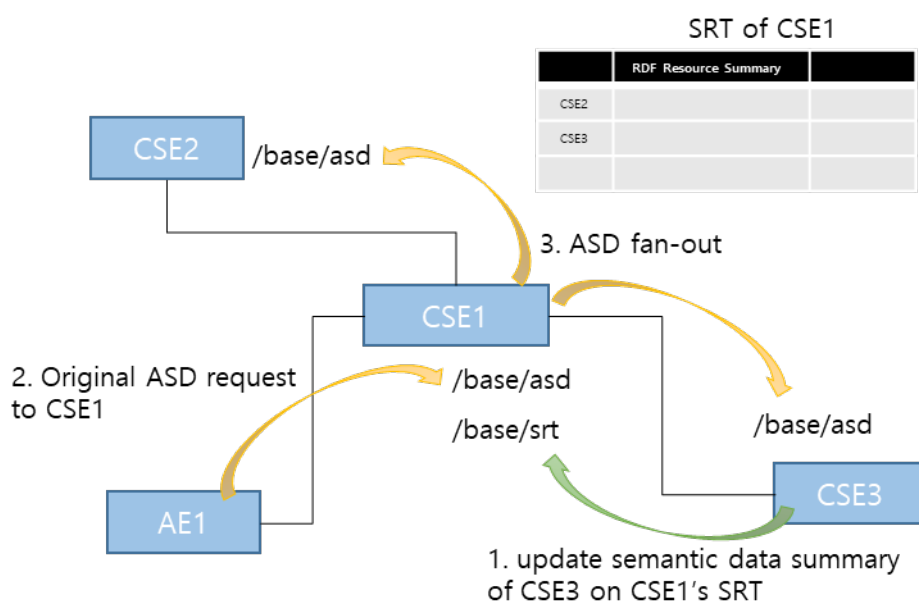 SRT of CSE1
RDF Resource Summary
CSE2
CSE3
CSE2
/base/asd
3. ASD fan-out
CSE1
2. Original ASD request
to CSE1
/base/asd
/base/srt
/base/asd
AE1
CSE3
1. update semantic data summary
of CSE3 on CSE1's SRT